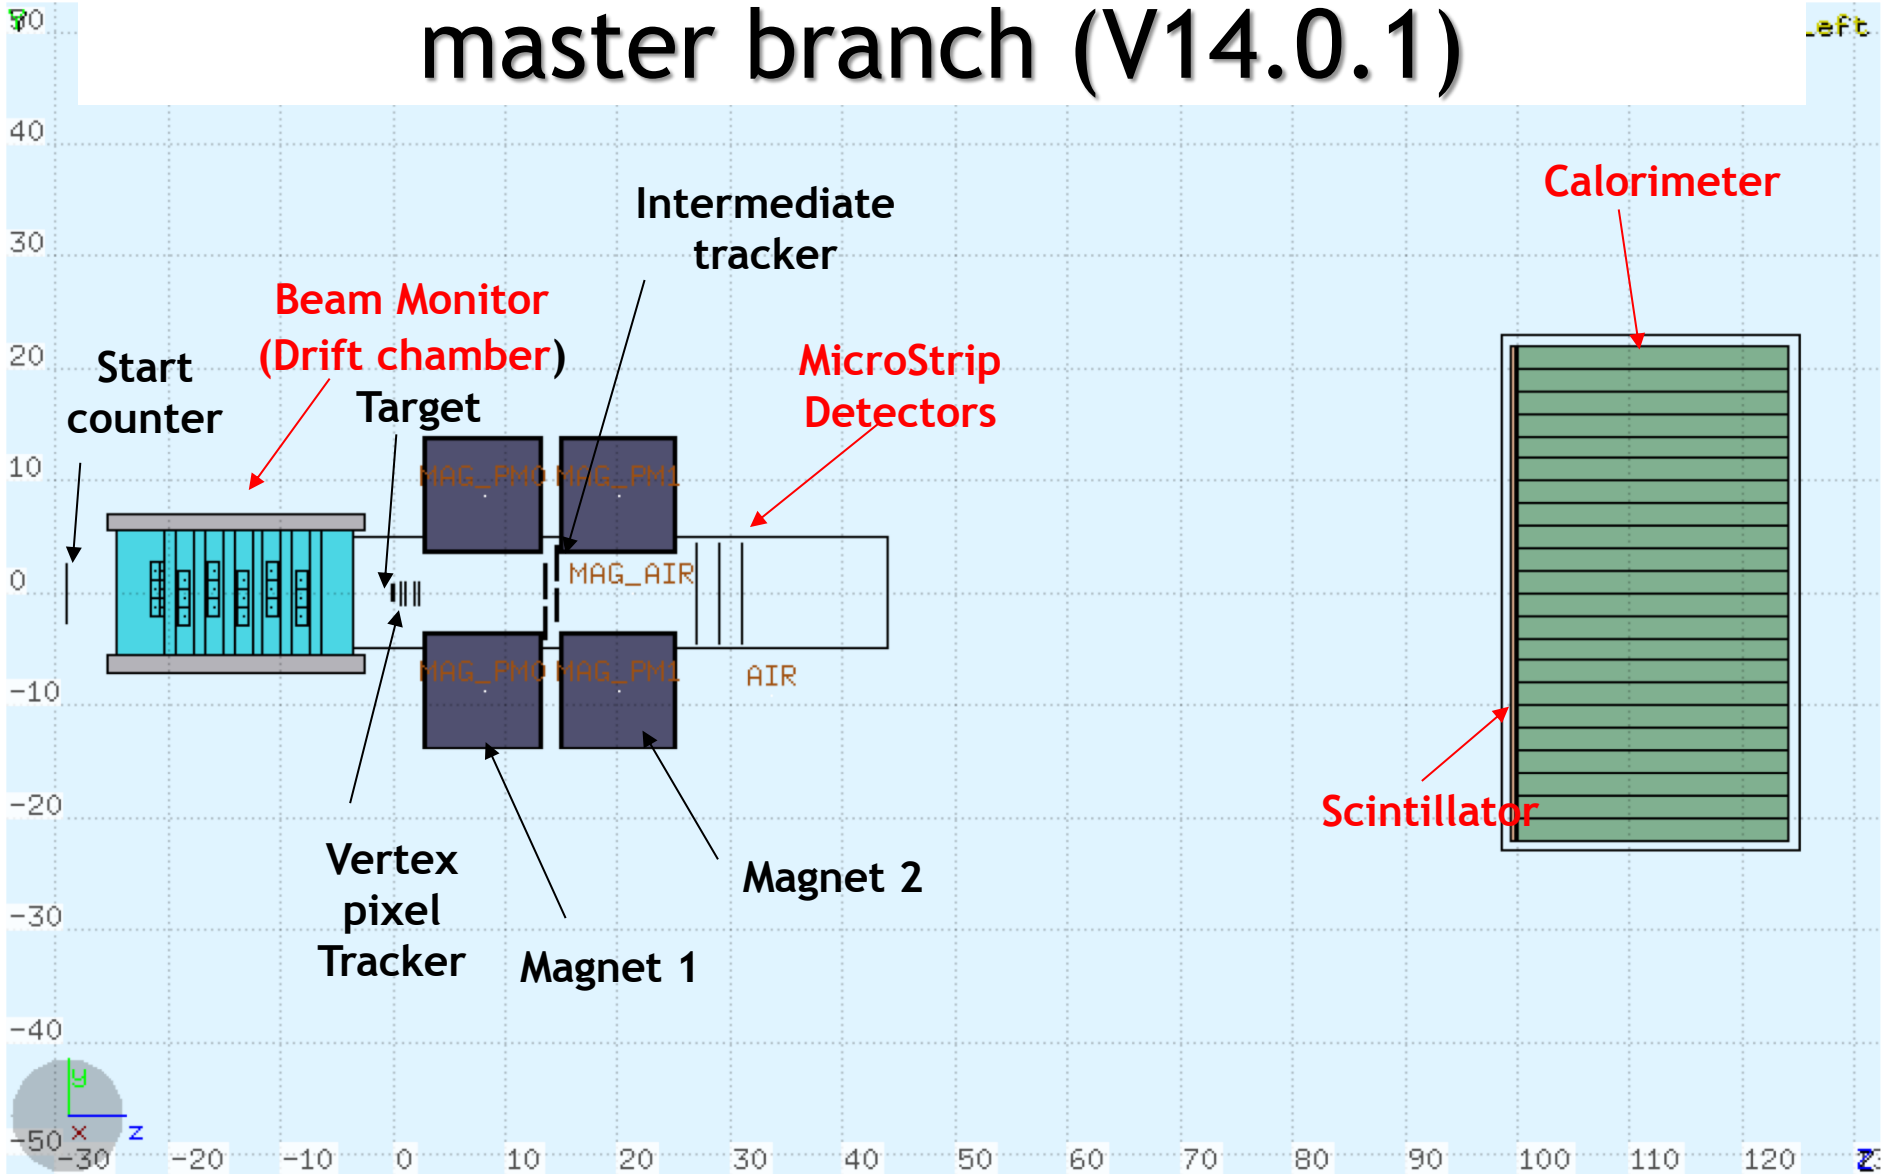 master branch (V14.0.1)
50
40
30
20
10
0
-10
-20
-30
-40
-50
Calorimeter
Intermediate
tracker
Beam Monitor
(Drift chamber)
Start
counter
Target
MicroStrip
Detectors
MAG_PM0
MAG_PM1
MAG_AIR
MAG_PM0
MAG_PM1
AIR
Scintillator
Vertex
pixel
Tracker
Magnet 2
Magnet 1
y
x
z
-30 -20 -10 0 10 20 30 40 50 60 70 80 90 100 110 120
Z